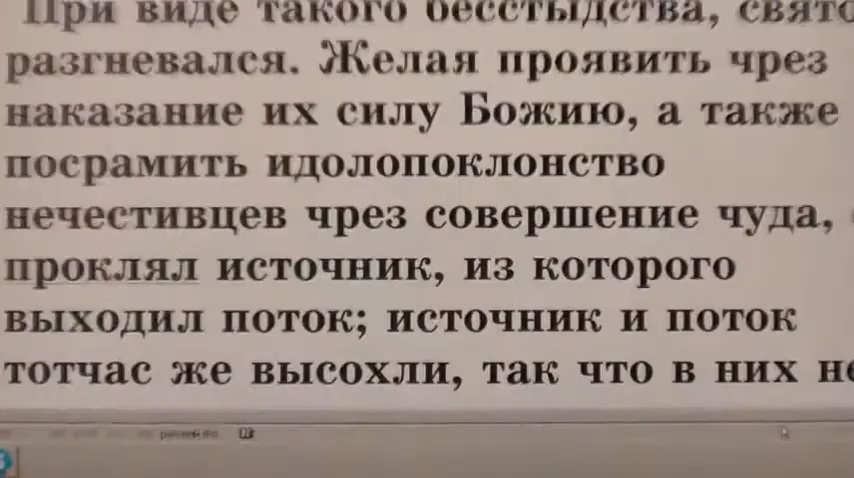 При виде такого бесстыдства,
разгневался. Желая проявить чрез
наказание их силу Божию, а также
посрамить идолопоклонство
нечестивцев чрез совершение чуда,
проклял источник, из которого
выходил поток; источник и поток
тотчас же высохли, так что в них